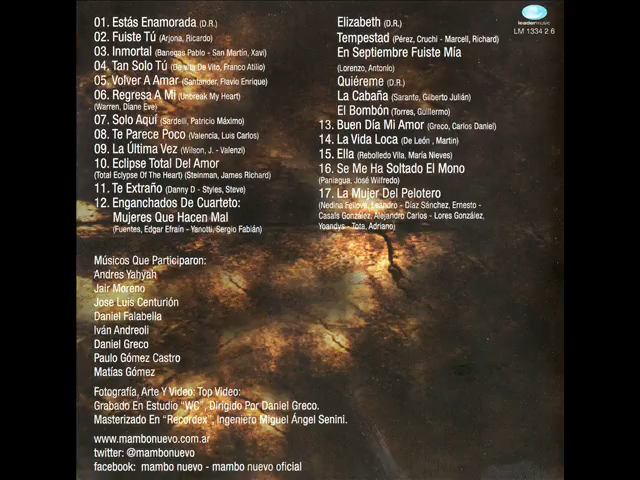 01. Estás Enamorada (D.R.)
02. Fuiste Tú (Arjona, Ricardo)
03. Inmortal (Banegas Pablo - San Martín, Xavi)
04. Tan Solo Tú (De Vita De Vito, Franco Atilio)
05. Volver A Amar (Santander, Flavio Enrique)
06. Regresa A Mi (Unbreak My Heart)
(Warren, Diane Eve)
07. Solo Aquí (Sardelli, Patricio Máximo)
08. Te Parece Poco (Valencia, Luis Carlos)
09. La Última Vez (Wilson, J. - Valenzi)
10. Eclipse Total Del Amor
(Total Eclypse Of The Heart) (Steinman, James Richard)
11. Te Extraño (Danny D - Styles, Steve)
12. Enganchados De Cuarteto:
Mujeres Que Hacen Mal
(Fuentes, Edgar Efraín - Yanotti, Sergio Fabián)
Elizabeth (D.R.)
Tempestad (Pérez, Cruchi - Marcell, Richard)
En Septiembre Fuiste Mía
(Lorenzo, Antonio)
Quiéreme (D.R.)
La Cabaña (Sarante, Gilberto Julián)
El Bombón (Torres, Guillermo)
13. Buen Día Mi Amor (Greco, Carlos Daniel)
14. La Vida Loca (De León , Martin)
15. Ella (Rebolledo Vila, María Nieves)
16. Se Me Ha Soltado El Mono
(Paniagua, José Wilfredo)
17. La Mujer Del Pelotero
(Nedina Feijove, Leandro - Díaz Sánchez, Ernesto -
Casals González, Alejandro Carlos - Lores González,
Yoandys - Tota, Adriano)
leadermusic
LM 1334 2 6
Músicos Que Participaron:
Andres Yahyah
Jair Moreno
Jose Luis Centurión
Daniel Falabella
Iván Andreoli
Daniel Greco
Paulo Gómez Castro
Matías Gómez
Fotografía, Arte Y Video: Top Video:
Grabado En Estudio "WC", Dirigido Por Daniel Greco.
Masterizado En "Recordex", Ingeniero Miguel Ángel Senini.
www.mambonuevo.com.ar
twitter: @mambonuevo
facebook: mambo nuevo - mambo nuevo oficial